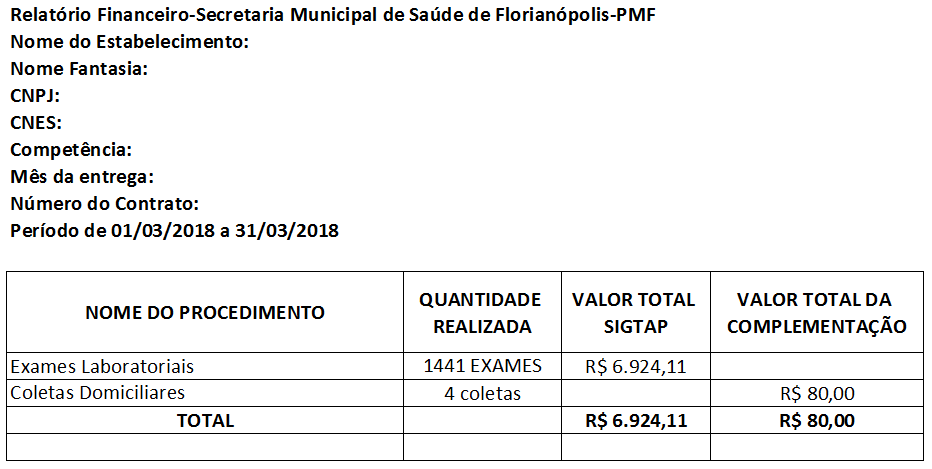 Relatório Financeiro-Secretaria Municipal de Saúde de Florianópolis-PMF
Nome do Estabelecimento:
Nome Fantasia:
CNPJ:
CNES:
Competência:
Mês da entrega:
Número do Contrato:
Período de 01/03/2018 a 31/03/2018
NOME DO PROCEDIMENTO QUANTIDADE REALIZADA VALOR TOTAL SIGTAP VALOR TOTAL DA COMPLEMENTAÇÃO
Exames Laboratoriais 1441 EXAMES R$ 6.924,11
Coletas Domiciliares 4 coletas R$ 80,00
TOTAL R$ 6.924,11 R$ 80,00